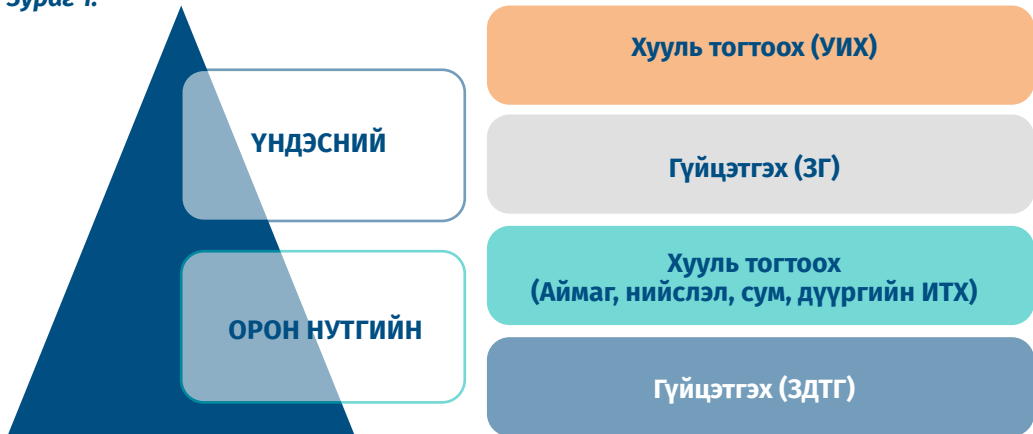 Зураг 1.
Хууль тогтоох (УИХ)
ҮНДЭСНИЙ
Гүйцэтгэх (ЗГ)
Хууль тогтоох
(Аймаг, нийслэл, сум, дүүргийн ИТХ)
ОРОН НУТГИЙН
Гүйцэтгэх (ЗДТГ)